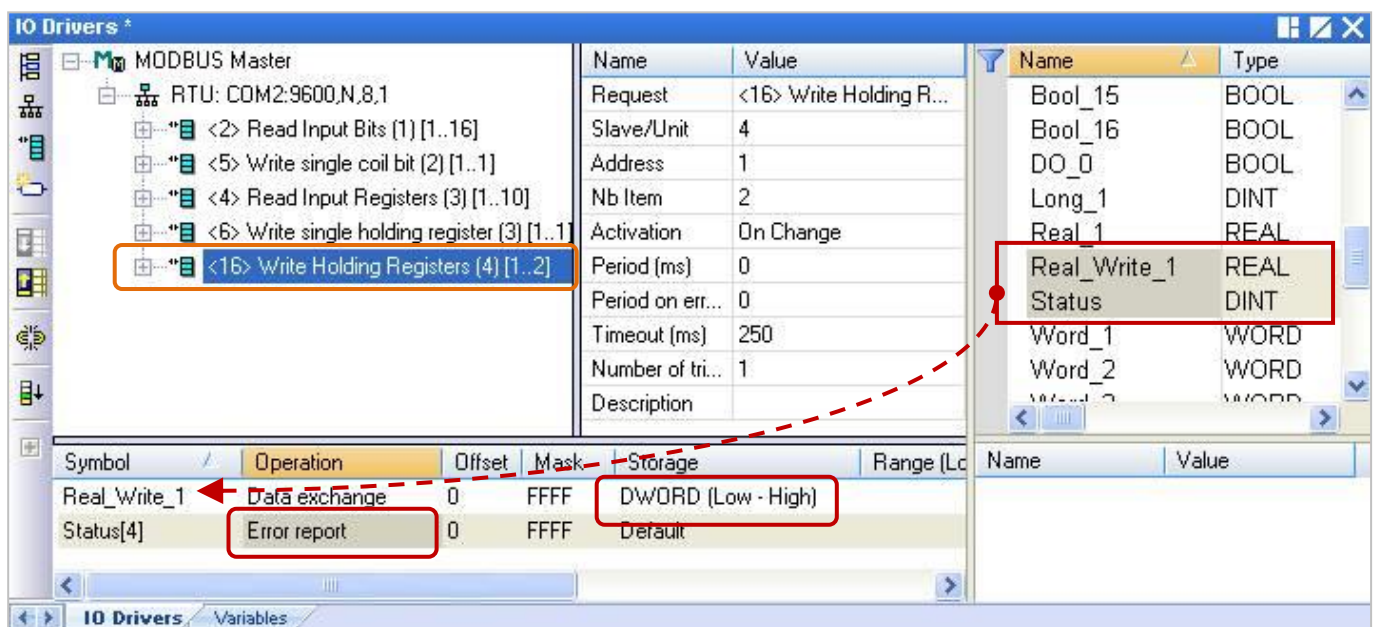 IO Drivers *
MODBUS Master
RTU: COM2:9600,N,8,1
<2> Read Input Bits (1) [1..16]
<5> Write single coil bit (2) [1..1]
<4> Read Input Registers (3) [1..10]
<6> Write single holding register (3) [1..1]
<16> Write Holding Registers (4) [1..2]
Name Value
Request <16> Write Holding R...
Slave/Unit 4
Address 1
Nb Item 2
Activation On Change
Period (ms) 0
Period on err... 0
Timeout (ms) 250
Number of tri... 1
Description
Name Type
Bool_15 BOOL
Bool_16 BOOL
DO_0 BOOL
Long_1 DINT
Real_1 REAL
Real_Write_1 REAL
Status DINT
Word_1 WORD
Word_2 WORD
Symbol Operation Offset Mask Storage Range (Lo
Real_Write_1 Data exchange 0 FFFF DWORD (Low - High)
Status[4] Error report 0 FFFF Default
Name Value
IO Drivers Variables